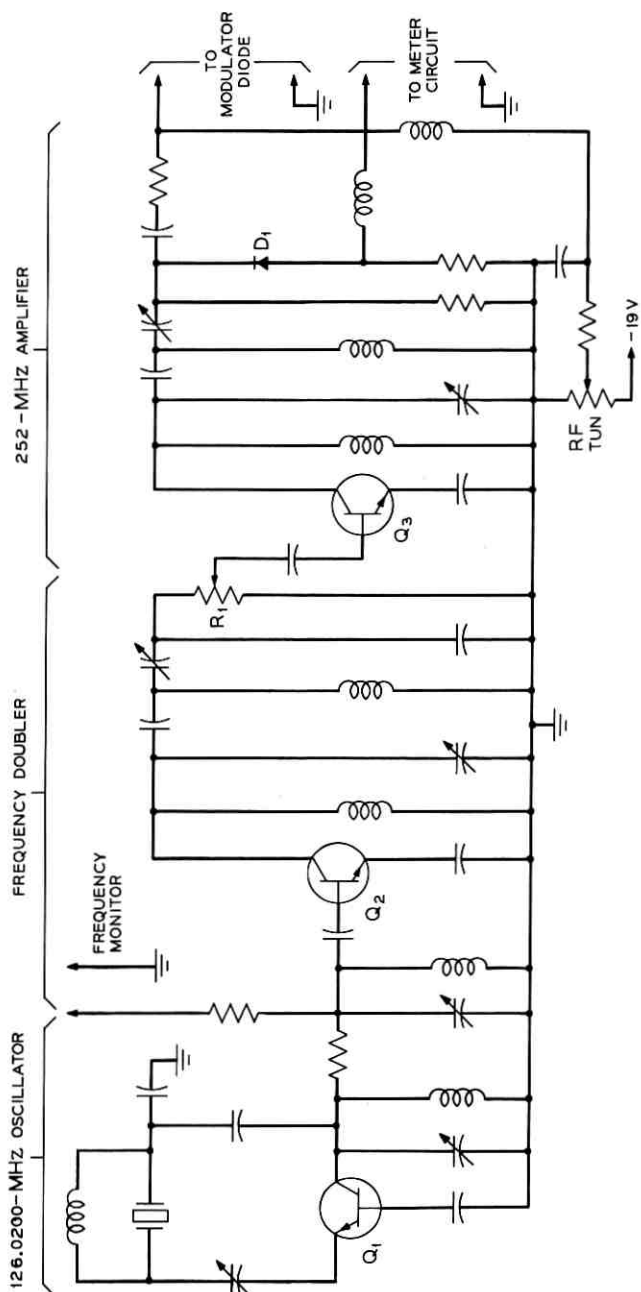 126.0200-MHZ OSCILLATOR
FREQUENCY DOUBLER
252-MHZ AMPLIFIER
FREQUENCY
MONITOR
TO
MODULATOR
DIODE
TO METER
CIRCUIT
D1
R1
Q1
Q2
Q3
RF
TUN
-19V